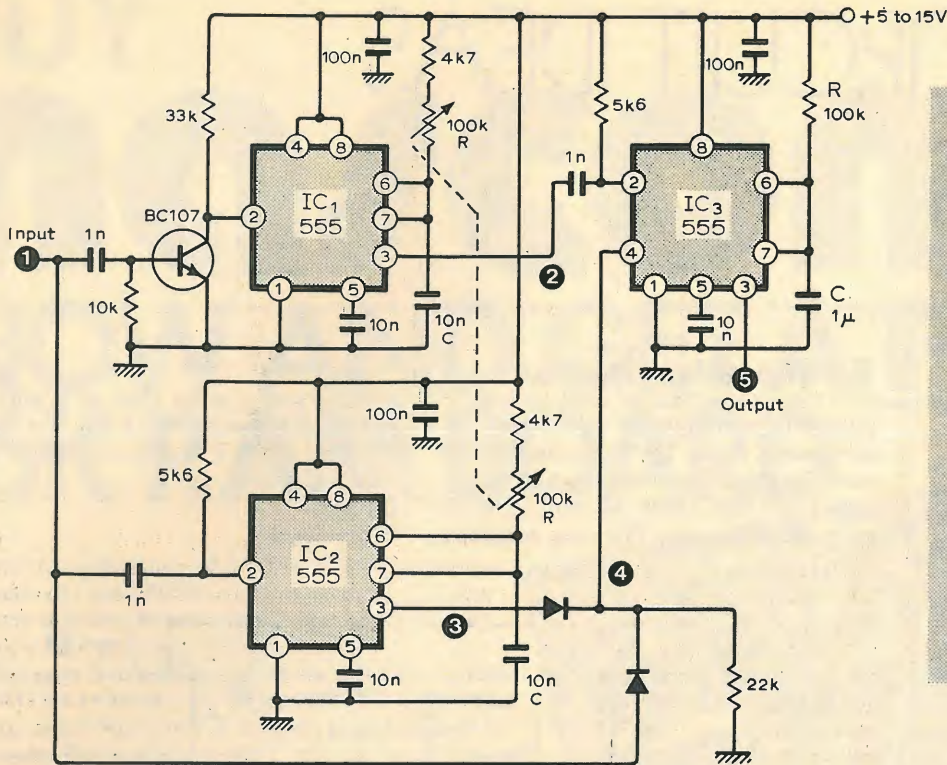 +5 to 15V
100n
4k7
100n
R
100k
33k
100k
R
5k6
1n
4
8
8
BC107
2
IC1
555
6
7
3
2
IC3
555
6
7
4
Input
1
1n
10k
1
5
10n
10n
C
2
1
5
3
10
n
C
1μ
5
Output
100n
4k7
5k6
100k
R
4
8
1n
2
IC2
555
6
7
3
3
4
1
5
10n
10n
C
22k